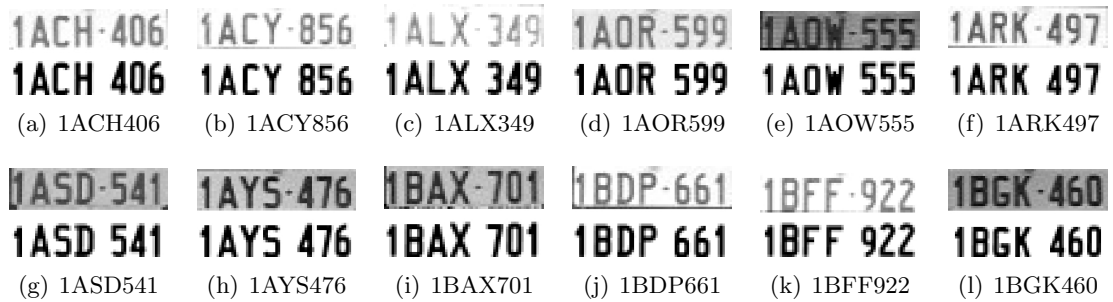 1ACH·406 1ACY·856 1ALX·349 1AOR·599 1AOW·555 1ARK·497
1ACH 406 1ACY 856 1ALX 349 1AOR 599 1AOW 555 1ARK 497
(a) 1ACH406 (b) 1ACY856 (c) 1ALX349 (d) 1AOR599 (e) 1AOW555 (f) 1ARK497
1ASD·541 1AYS·476 1BAX·701 1BDP·661 1BFF·922 1BGK·460
1ASD 541 1AYS 476 1BAX 701 1BDP 661 1BFF 922 1BGK 460
(g) 1ASD541 (h) 1AYS476 (i) 1BAX701 (j) 1BDP661 (k) 1BFF922 (l) 1BGK460